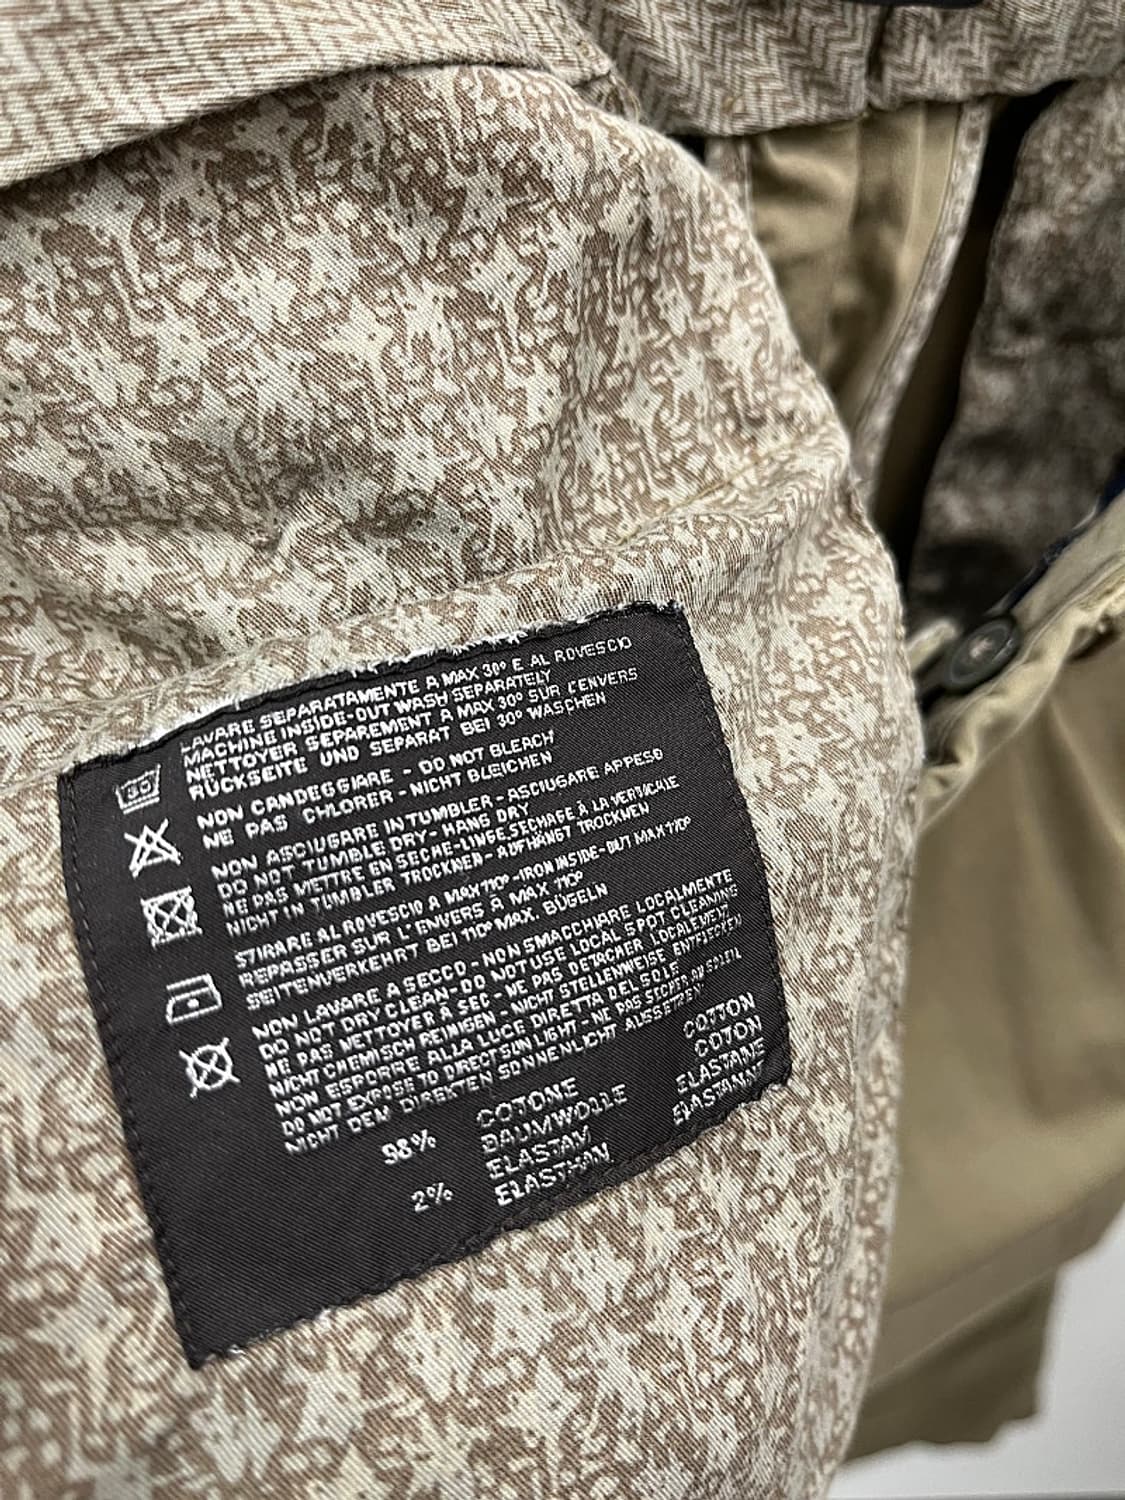 LAVARE SEPARATAMENTE A MAX 30° E AL ROVESCIO
MACHINE INSIDE-OUT WASH SEPARATELY
NETTOYER SEPAREMENT A MAX 30° SUR L'ENVERS
RÜCKSEITE UND SEPARAT BEI 30° WASCHEN
30
NON CANDEGGIARE - DO NOT BLEACH
NE PAS CHLORER - NICHT BLEICHEN
NON ASCIUGARE IN TUMBLER - ASCIUGARE APPESO
DO NOT TUMBLE DRY - HANG DRY
NE PAS METTRE EN SECHE-LINGE, SECHAGE À LA VERTICALE
NICHT IN TUMBLER TROCKNEN - AUFHÄNGT TROCKNEN
STIRARE AL ROVESCIO A MAX 110° - IRON INSIDE-OUT MAX 110°
REPASSER SUR L'ENVERS A MAX 110°
SEITENVERKEHRT BEI 110° MAX. BÜGELN
NON LAVARE A SECCO - NON SMACCHIARE LOCALMENTE
DO NOT DRY CLEAN - DO NOT USE LOCAL SPOT CLEANING
NE PAS NETTOYER A SEC - NE PAS DETACHER LOCALEMENT
NICHT CHEMISCH REINIGEN - NICHT STELLENWEISE ENTFLECKEN
NON ESPORRE ALLA LUCE DIRETTA DEL SOLE
DO NOT EXPOSE TO DIRECT SUN LIGHT - NE PAS SECHER AU SOLEIL
NICHT DEM DIREKTEN SONNENLICHT AUSSETZEN
98% COTONE COTTON
BAUMWOLLE COTON
2% ELASTAM ELASTANE
ELASTHAN ELASTANNE